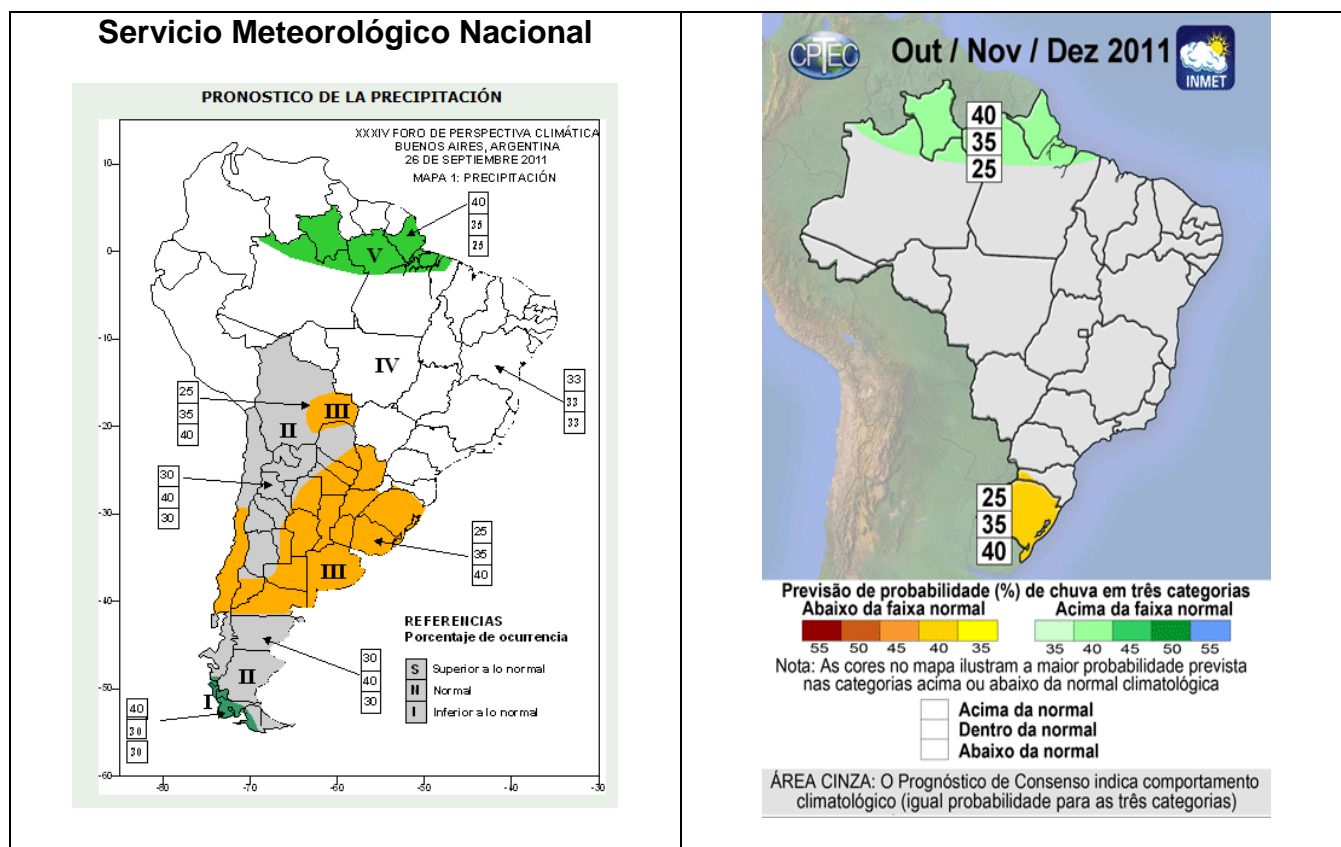 Servicio Meteorológico Nacional
PRONOSTICO DE LA PRECIPITACIÓN
XXXIV FORO DE PERSPECTIVA CLIMÁTICA
BUENOS AIRES, ARGENTINA
26 DE SEPTIEMBRE 2011
MAPA 1: PRECIPITACIÓN
10
0
-10
-20
-30
-40
-50
-60
-80
-70
-60
-50
-40
-30
40
35
25
V
IV
33
33
33
25
35
40
III
II
30
40
30
25
35
40
III
30
40
30
II
I
40
30
30
REFERENCIAS
Porcentaje de ocurrencia
S Superior a lo normal
N Normal
I Inferior a lo normal
CPTEC
Out / Nov / Dez 2011
INMET
40
35
25
25
35
40
Previsão de probabilidade (%) de chuva em três categorias
Abaixo da faixa normal Acima da faixa normal
55 50 45 40 35 35 40 45 50 55
Nota: As cores no mapa ilustram a maior probabilidade prevista
nas categorias acima ou abaixo da normal climatológica
Acima da normal
Dentro da normal
Abaixo da normal
ÁREA CINZA: O Prognóstico de Consenso indica comportamento
climatológico (igual probabilidade para as três categorias)